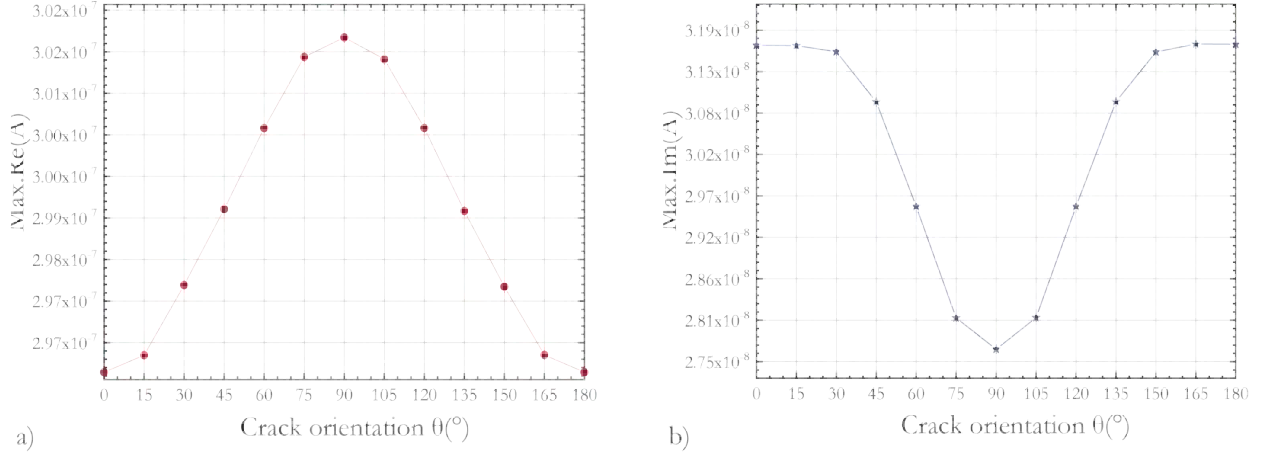 3.02x10 7
3.02x10 7
3.01x10 7
3.00x10 7
3.00x10 7
2.99x10 7
2.98x10 7
2.97x10 7
2.97x10 7
Max.Re(A)
0 15 30 45 60 75 90 105 120 135 150 165 180
Crack orientation θ(°)
a)
3.19x10 8
3.13x10 8
3.08x10 8
3.02x10 8
2.97x10 8
2.92x10 8
2.86x10 8
2.81x10 8
2.75x10 8
Max.Im(A)
0 15 30 45 60 75 90 105 120 135 150 165 180
Crack orientation θ(°)
b)